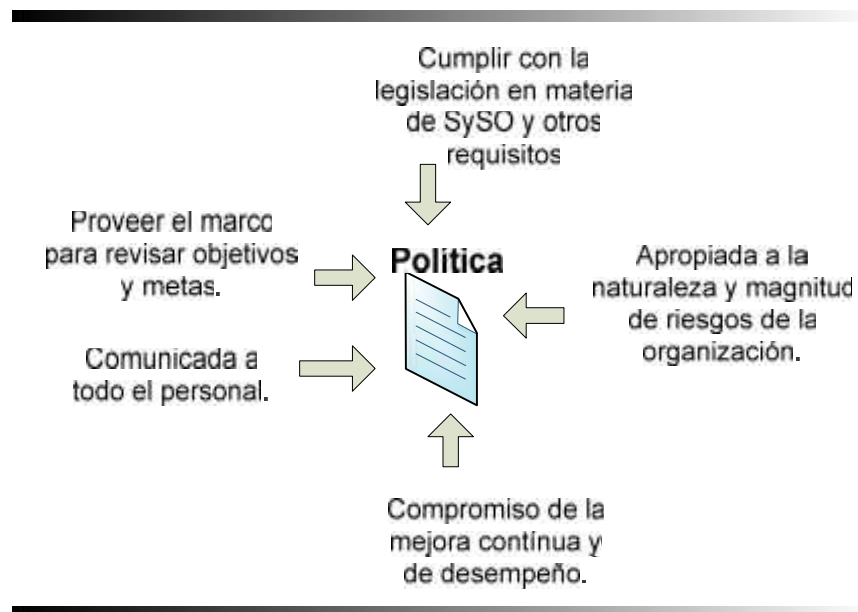 Cumplir con la
legislación en materia
de SySO y otros
requisitos
Proveer el marco
para revisar objetivos
y metas.
Política
Apropiada a la
naturaleza y magnitud
de riesgos de la
organización.
Comunicada a
todo el personal.
Compromiso de la
mejora contínua y
de desempeño.